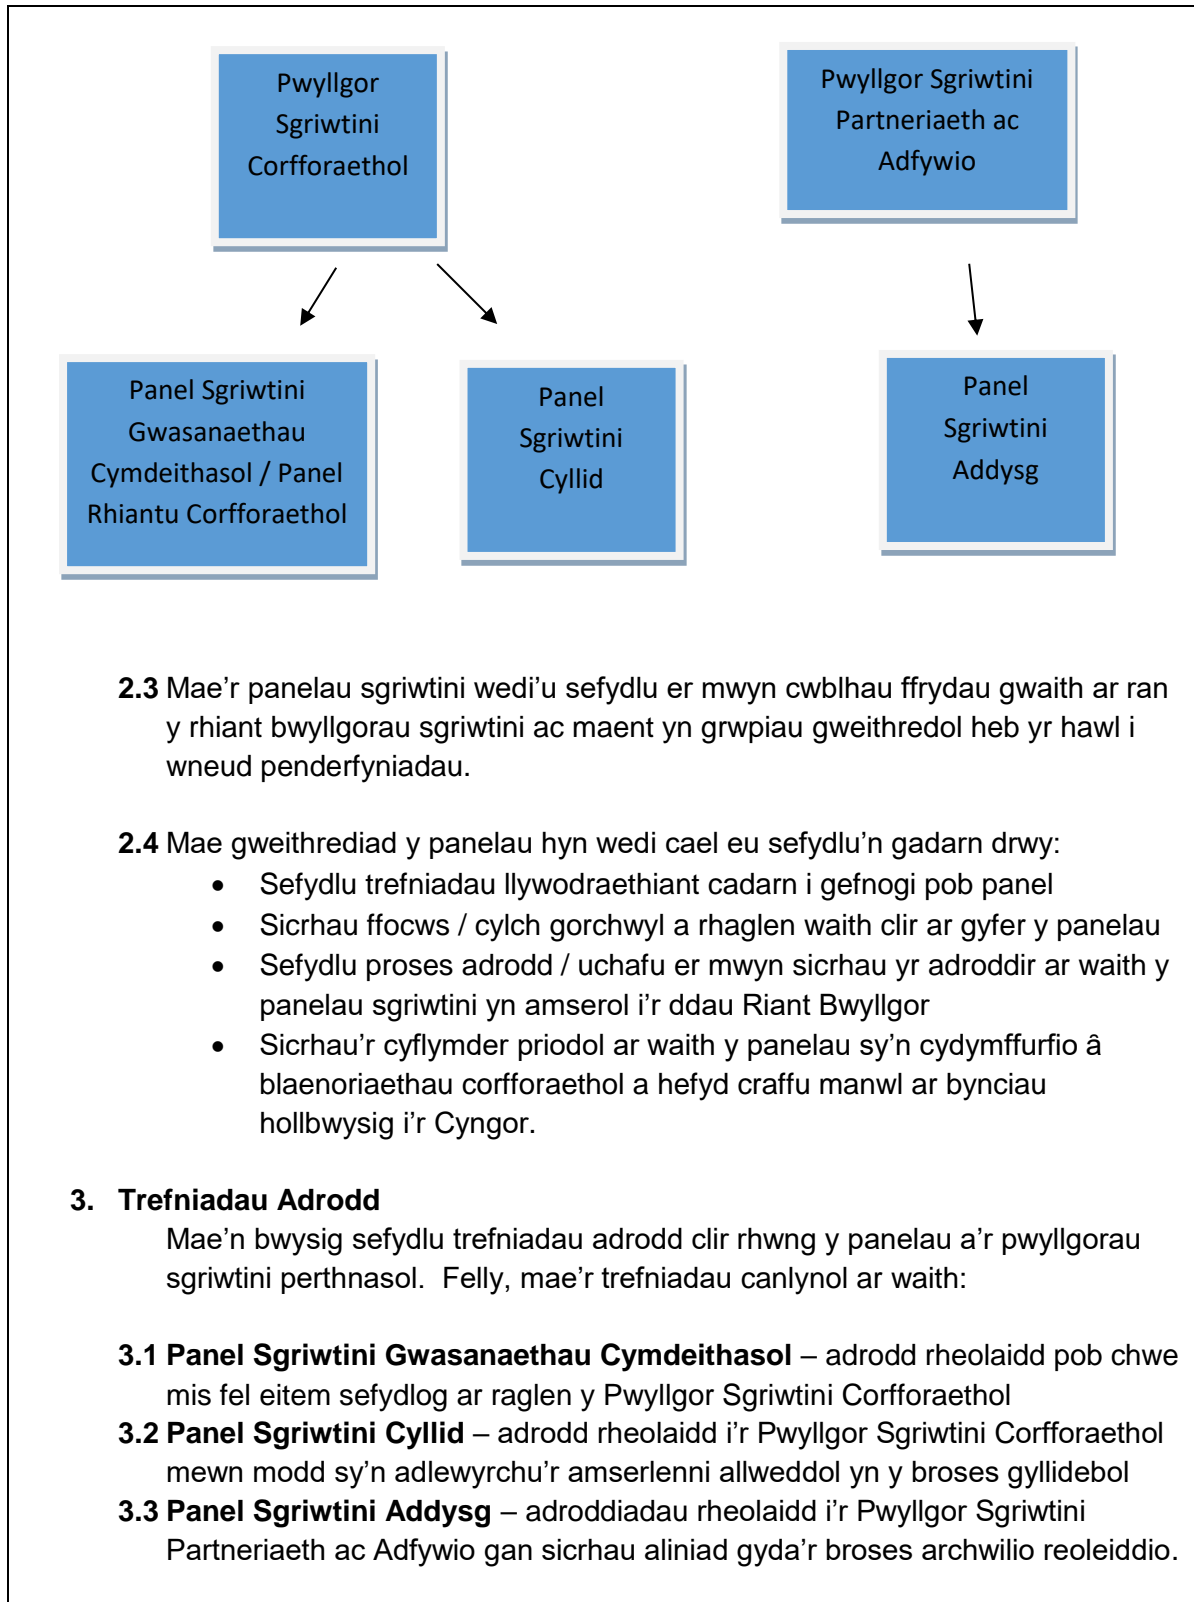 Pwyllgor
Sgriwtini
Corfforaethol
Pwyllgor Sgriwtini
Partneriaeth ac
Adfywio
Panel Sgriwtini
Gwasanaethau
Cymdeithasol / Panel
Rhiantu Corfforaethol
Panel
Sgriwtini
Cyllid
Panel
Sgriwtini
Addysg
2.3 Mae'r panelau sgriwtini wedi'u sefydlu er mwyn cwblhau ffrydau gwaith ar ran
y rhiant bwyllgorau sgriwtini ac maent yn grwpiau gweithredol heb yr hawl i
wneud penderfyniadau.
2.4 Mae gweithrediad y panelau hyn wedi cael eu sefydlu'n gadarn drwy:
• Sefydlu trefniadau llywodraethiant cadarn i gefnogi pob panel
• Sicrhau ffocws / cylch gorchwyl a rhaglen waith clir ar gyfer y panelau
• Sefydlu proses adrodd / uchafu er mwyn sicrhau yr adroddir ar waith y
panelau sgriwtini yn amserol i'r ddau Riant Bwyllgor
• Sicrhau'r cyflymder priodol ar waith y panelau sy'n cydymffurfio â
blaenoriaethau corfforaethol a hefyd craffu manwl ar bynciau
hollbwysig i'r Cyngor.
3. Trefniadau Adrodd
Mae'n bwysig sefydlu trefniadau adrodd clir rhwng y panelau a'r pwyllgorau
sgriwtini perthnasol. Felly, mae'r trefniadau canlynol ar waith:
3.1 Panel Sgriwtini Gwasanaethau Cymdeithasol – adrodd rheolaidd pob chwe
mis fel eitem sefydlog ar raglen y Pwyllgor Sgriwtini Corfforaethol
3.2 Panel Sgriwtini Cyllid – adrodd rheolaidd i'r Pwyllgor Sgriwtini Corfforaethol
mewn modd sy'n adlewyrchu'r amserlenni allweddol yn y broses gyllidebol
3.3 Panel Sgriwtini Addysg – adroddiadau rheolaidd i'r Pwyllgor Sgriwtini
Partneriaeth ac Adfywio gan sicrhau aliniad gyda'r broses archwilio reoleiddio.